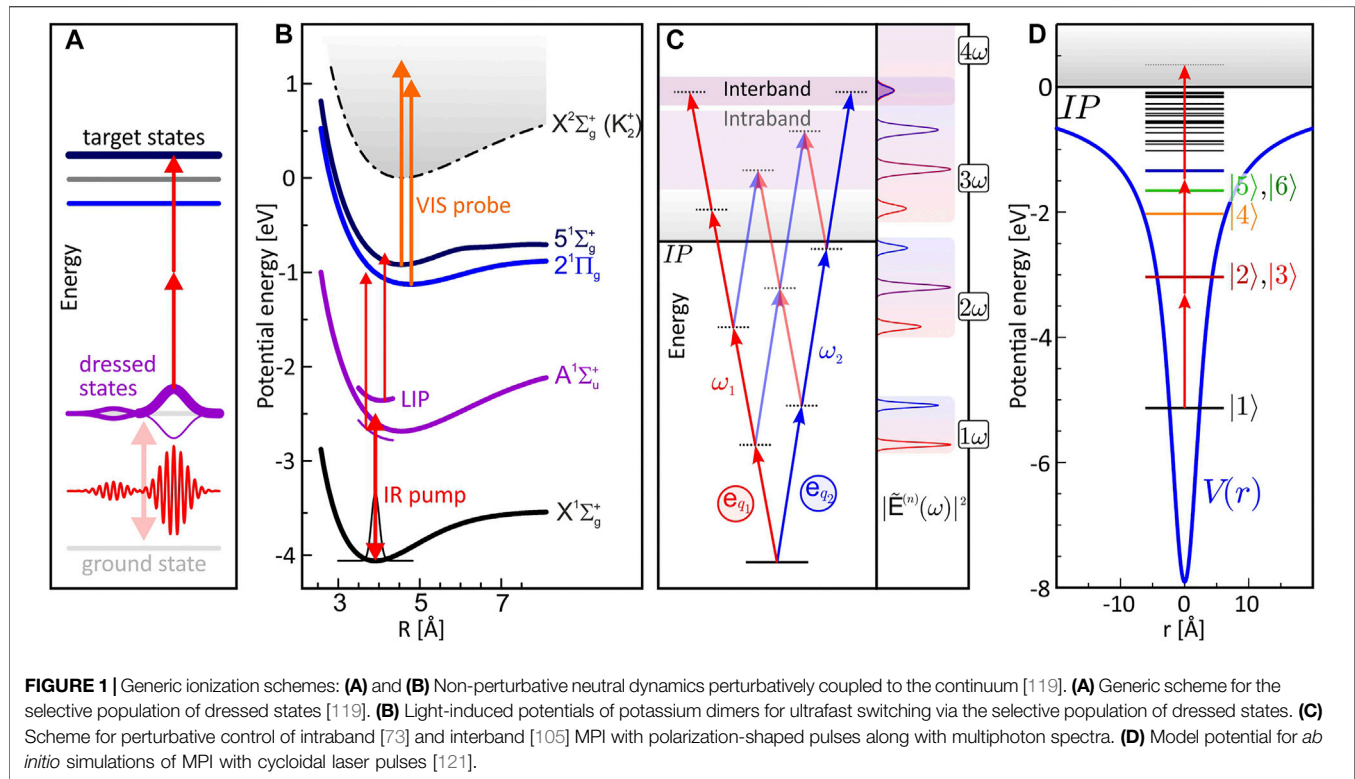 A
target states
Energy
dressed
states
ground state
B
Potential energy [eV]
1
0
-1
-2
-3
-4
X²Σg⁺ (K₂⁺)
VIS probe
5¹Σg⁺
2¹Πg
A¹Σu⁺
LIP
IR pump
X¹Σg⁺
3
5
7
R [Å]
C
Interband
Intraband
IP
Energy
ω₁
ω₂
e_q₁
e_q₂
4ω
3ω
2ω
1ω
|Ẽ⁽ⁿ⁾(ω)|²
D
Potential energy [eV]
0
-2
-4
-6
-8
IP
|5⟩,|6⟩
|4⟩
|2⟩,|3⟩
|1⟩
V(r)
-10
0
10
r [Å]
FIGURE 1 | Generic ionization schemes: (A) and (B) Non-perturbative neutral dynamics perturbatively coupled to the continuum [119]. (A) Generic scheme for the
selective population of dressed states [119]. (B) Light-induced potentials of potassium dimers for ultrafast switching via the selective population of dressed states. (C)
Scheme for perturbative control of intraband [73] and interband [105] MPI with polarization-shaped pulses along with multiphoton spectra. (D) Model potential for ab
initio simulations of MPI with cycloidal laser pulses [121].